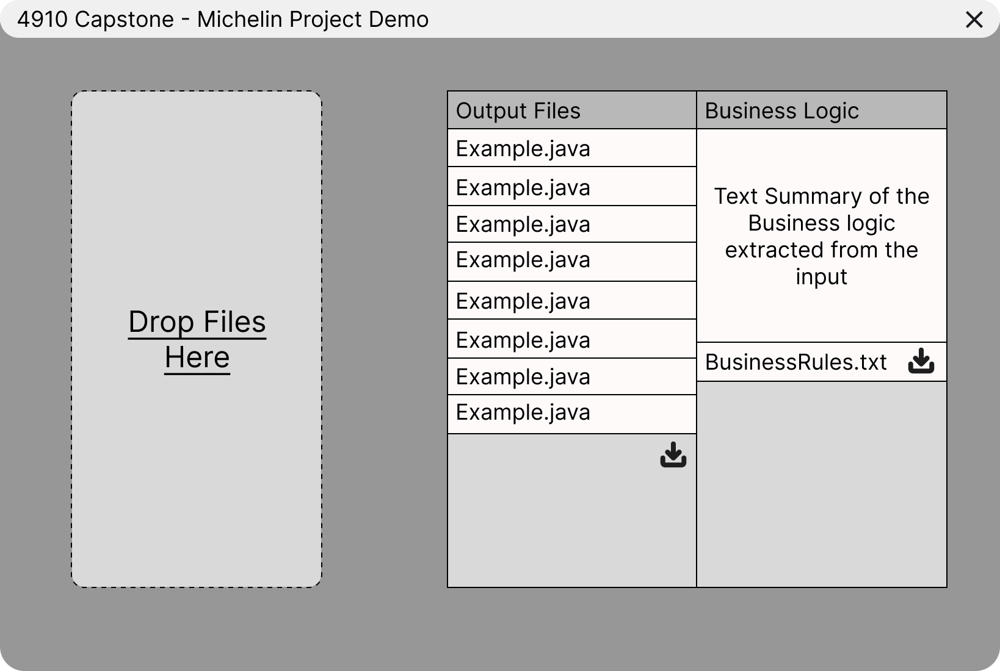 4910 Capstone - Michelin Project Demo
Drop Files
Here
Output Files
Example.java
Example.java
Example.java
Example.java
Example.java
Example.java
Example.java
Example.java
Business Logic
Text Summary of the
Business logic
extracted from the
input
BusinessRules.txt